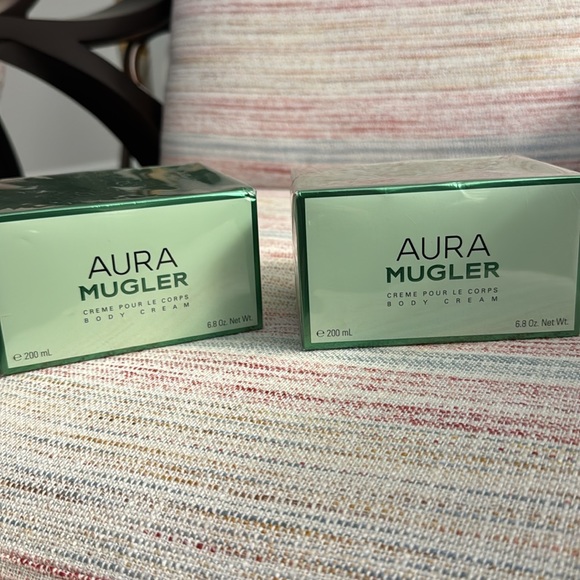 AURA
MUGLER
CREME POUR LE CORPS
BODY CREAM
℮ 200 mL
6.8 Oz. Net Wt.
AURA
MUGLER
CREME POUR LE CORPS
BODY CREAM
℮ 200 mL
6.8 Oz. Net Wt.